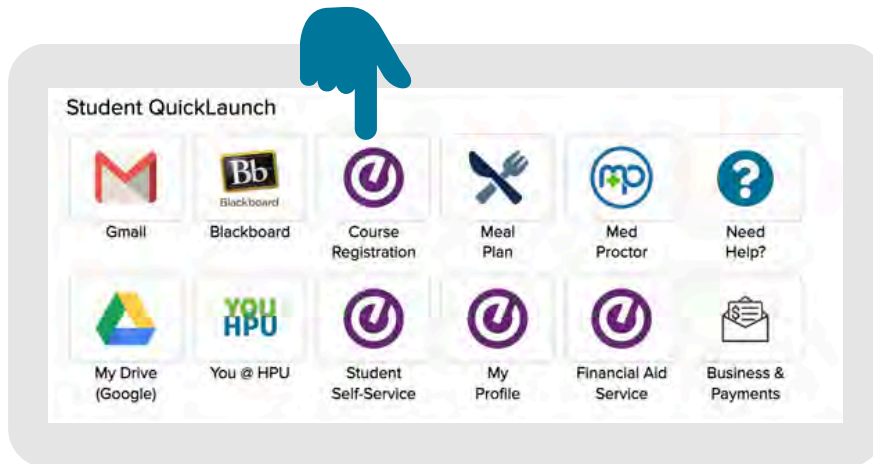 Student QuickLaunch
Bb
Blackboard
mp
YOU
HPU
?
Gmail
Blackboard
Course
Registration
Meal
Plan
Med
Proctor
Need
Help?
$
My Drive
(Google)
You @ HPU
Student
Self-Service
My
Profile
Financial Aid
Service
Business &
Payments